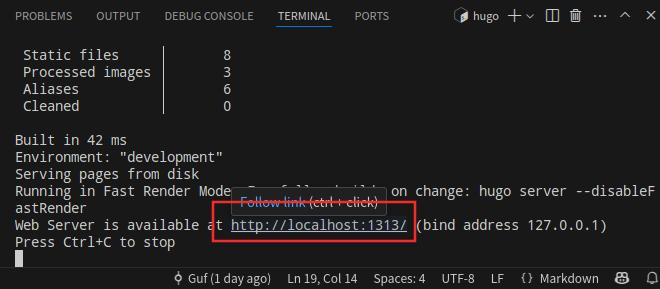 PROBLEMS OUTPUT DEBUG CONSOLE TERMINAL PORTS hugo
Static files 8
Processed images 3
Aliases 6
Cleaned 0
Built in 42 ms
Environment: "development"
Serving pages from disk
Running in Fast Render Mode. on change: hugo server --disableF
astRender
Follow link (ctrl + click)
Web Server is available at http://localhost:1313/ (bind address 127.0.0.1)
Press Ctrl+C to stop
Guf (1 day ago) Ln 19, Col 14 Spaces: 4 UTF-8 LF {} Markdown